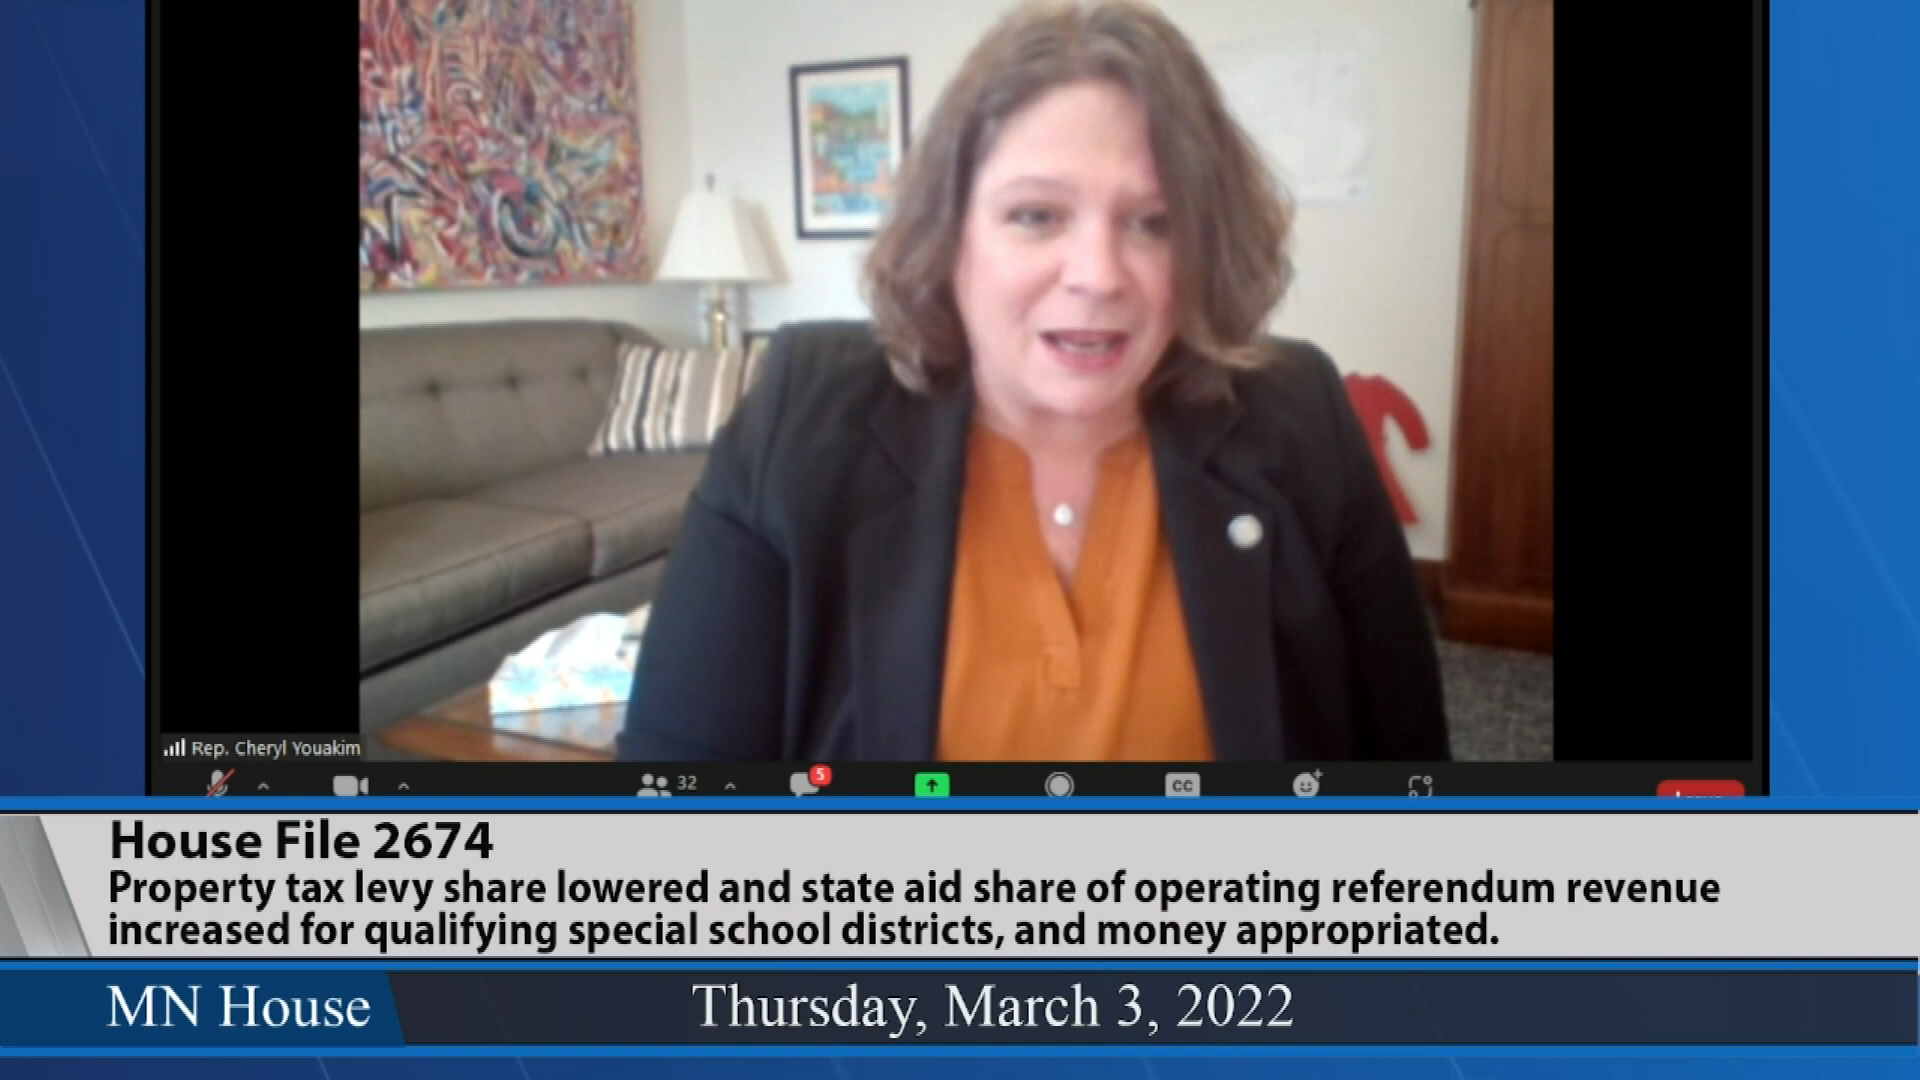 Rep. Cheryl Youakim
32
5
CC
House File 2674
Property tax levy share lowered and state aid share of operating referendum revenue
increased for qualifying special school districts, and money appropriated.
MN House
Thursday, March 3, 2022